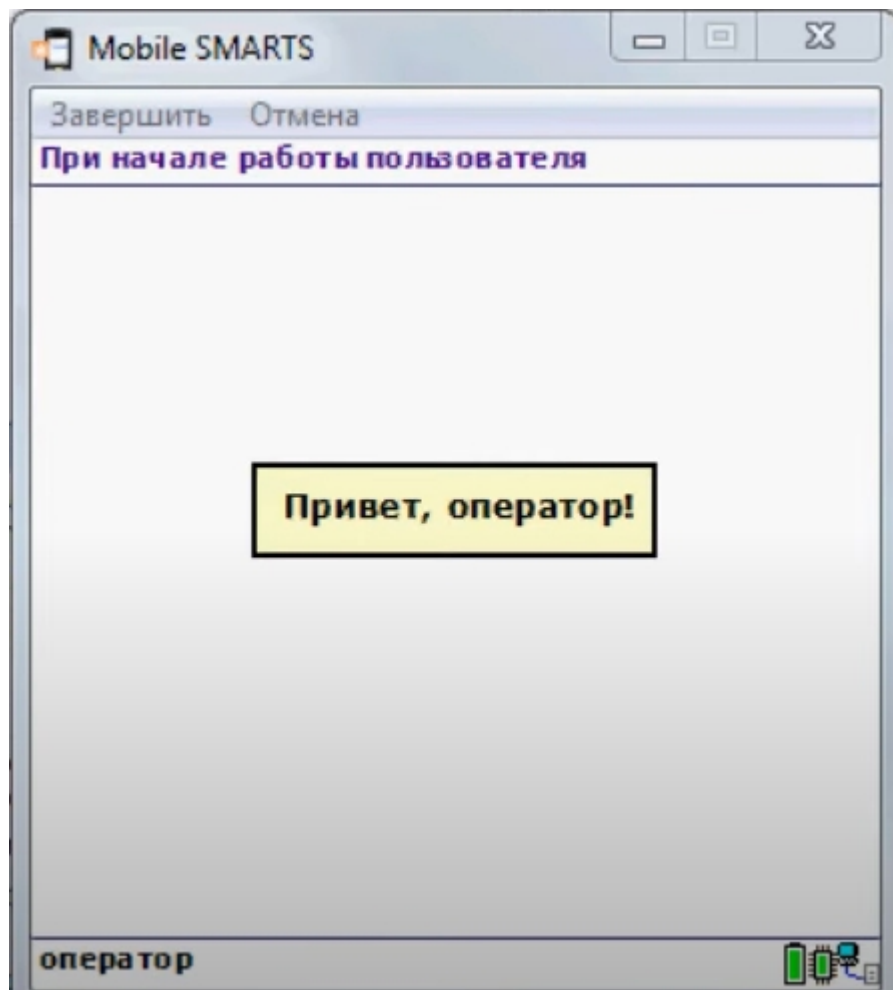 Mobile SMARTS
Завершить Отмена
При начале работы пользователя
Привет, оператор!
оператор